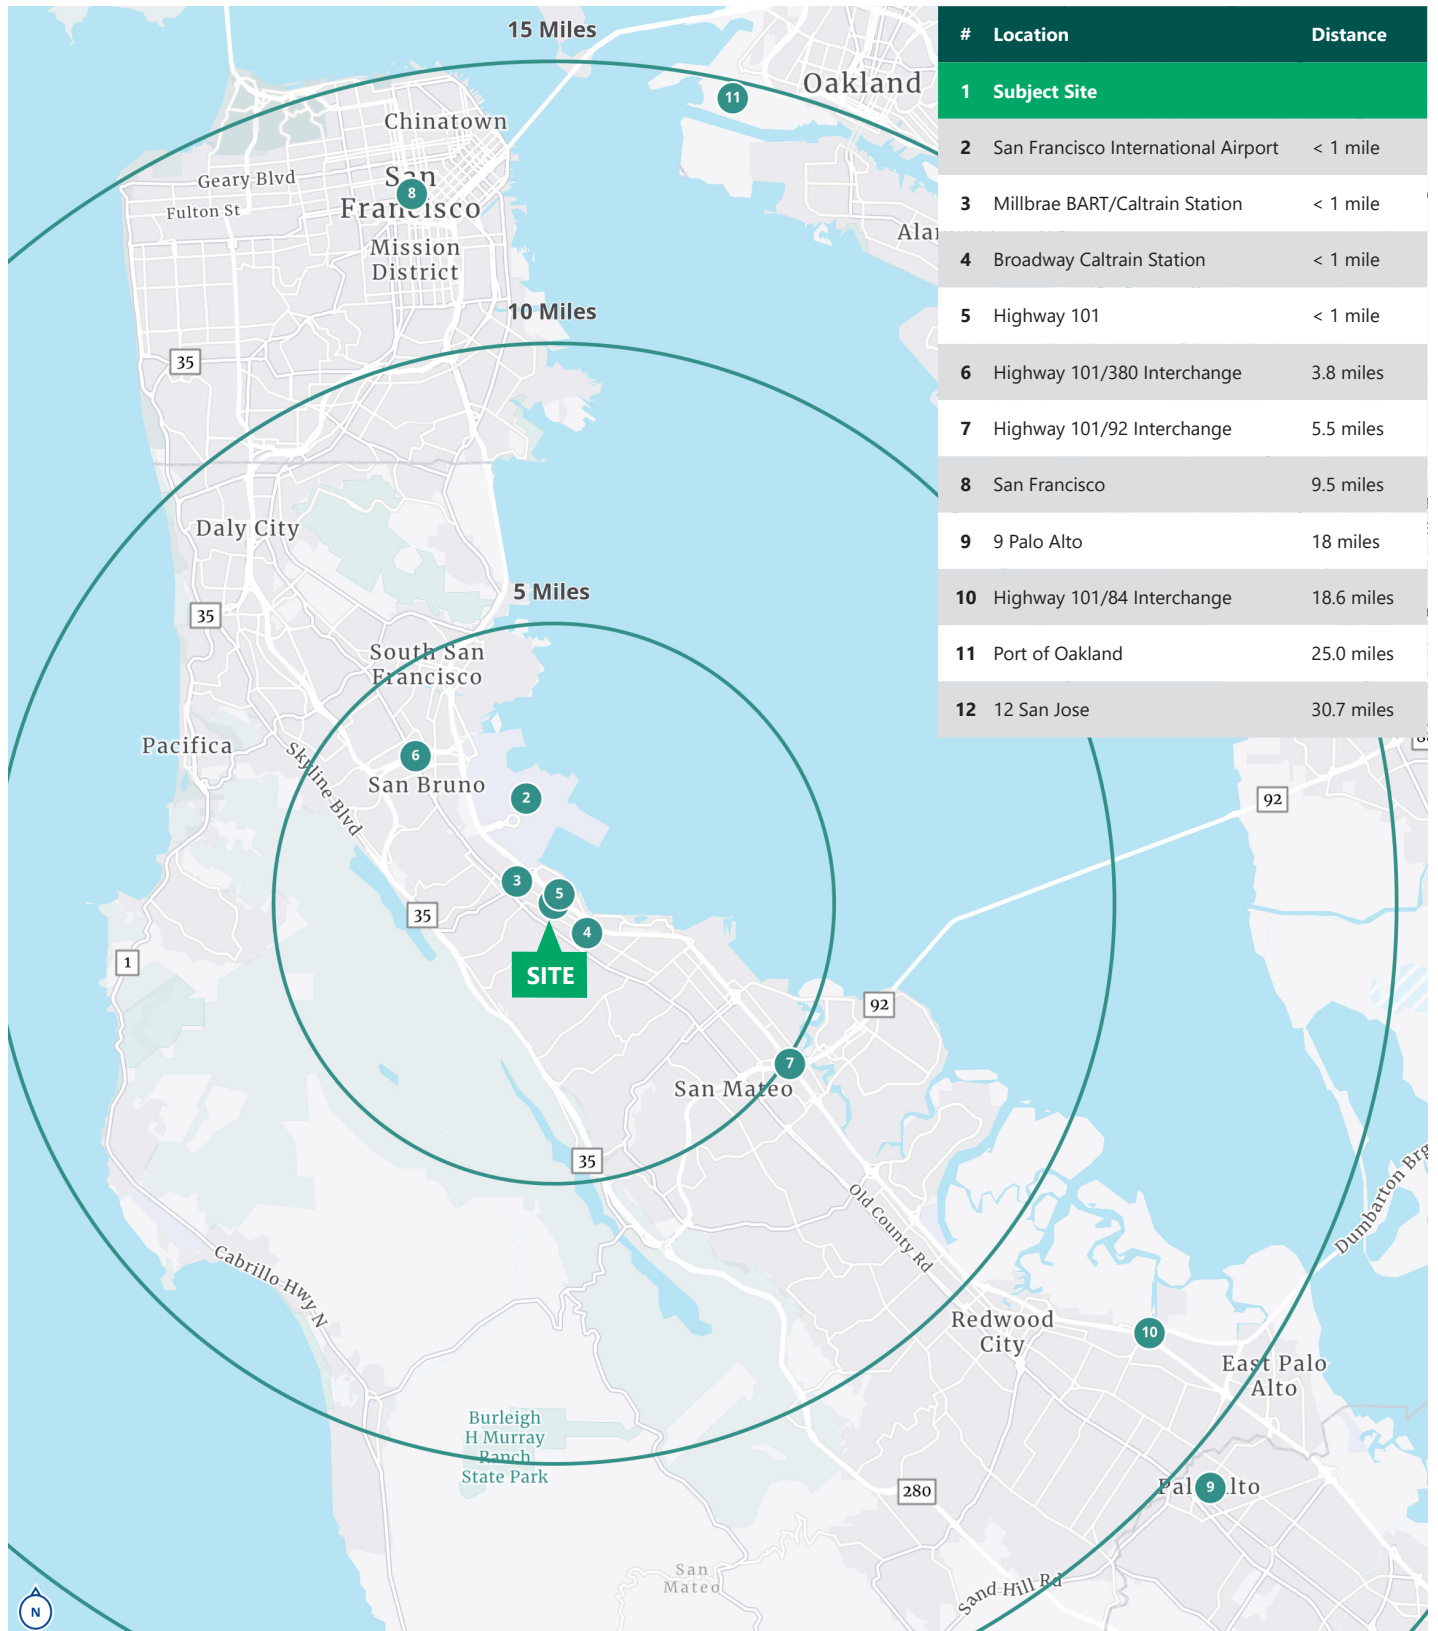 15 Miles
# Location Distance
1 Subject Site
2 San Francisco International Airport < 1 mile
3 Millbrae BART/Caltrain Station < 1 mile
4 Broadway Caltrain Station < 1 mile
5 Highway 101 < 1 mile
6 Highway 101/380 Interchange 3.8 miles
7 Highway 101/92 Interchange 5.5 miles
8 San Francisco 9.5 miles
9 9 Palo Alto 18 miles
10 Highway 101/84 Interchange 18.6 miles
11 Port of Oakland 25.0 miles
12 12 San Jose 30.7 miles
Oakland
11
Chinatown
Geary Blvd
San
8
Francisco
Fulton St
Mission
District
10 Miles
35
Daly City
5 Miles
35
South San
Francisco
Pacifica
Skyline Blvd
6
San Bruno
2
92
3
5
35
4
1
SITE
92
7
San Mateo
35
Old County Rd
Dumbarton Brg
Cabrillo Hwy N
Redwood
City
10
East Palo
Alto
Burleigh
H Murray
Ranch
State Park
280
9
San
Mateo
Sand Hill Rd
N